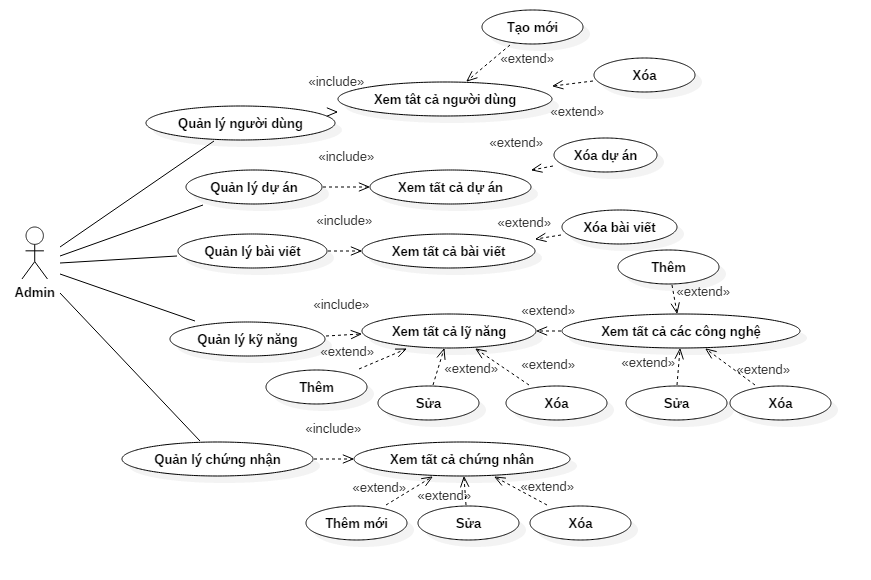 Tạo mới
«extend»
Xóa
«include»
Xem tât cả người dùng
«extend»
Quản lý người dùng
«extend»
«include»
Xóa dự án
Quản lý dự án
Xem tất cả dự án
«include»
«extend»
Xóa bài viết
Quản lý bài viết
Xem tất cả bài viết
Thêm
Admin
«extend»
«include»
«extend»
Quản lý kỹ năng
Xem tất cả lỹ năng
Xem tất cả các công nghệ
«extend»
«extend»
«extend»
«extend»
«extend»
Thêm
Sửa
Xóa
Sửa
Xóa
«include»
Quản lý chứng nhận
Xem tất cả chứng nhân
«extend»
«extend»
«extend»
Thêm mới
Sửa
Xóa